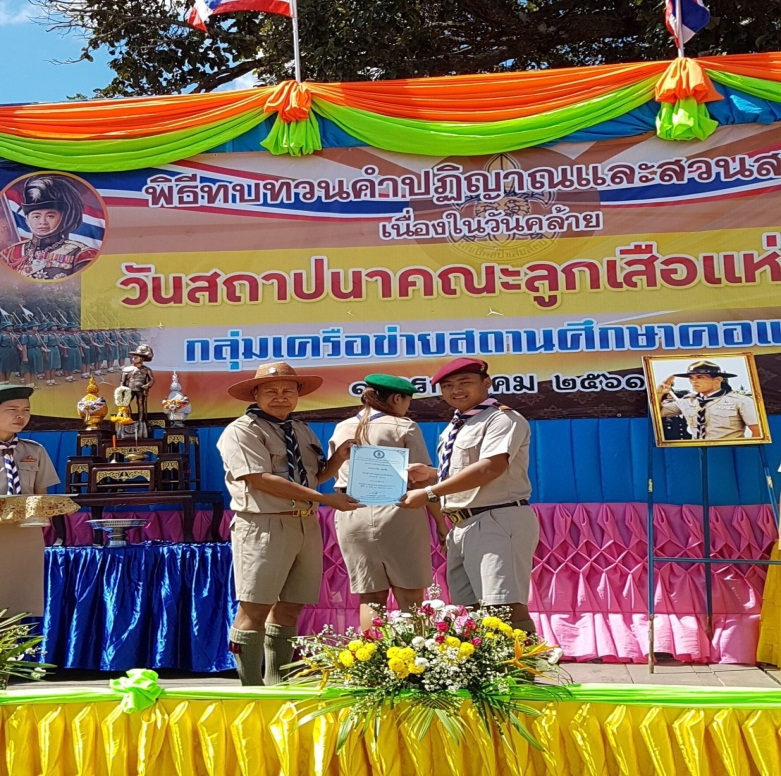 พิธีทบทวนคำปฏิญาณและสวนส
เนื่องในวันคล้าย
วันสถาปนาคณะลูกเสือแห่
กลุ่มเครือข่ายสถานศึกษาดอนแ
๒๕๖๑